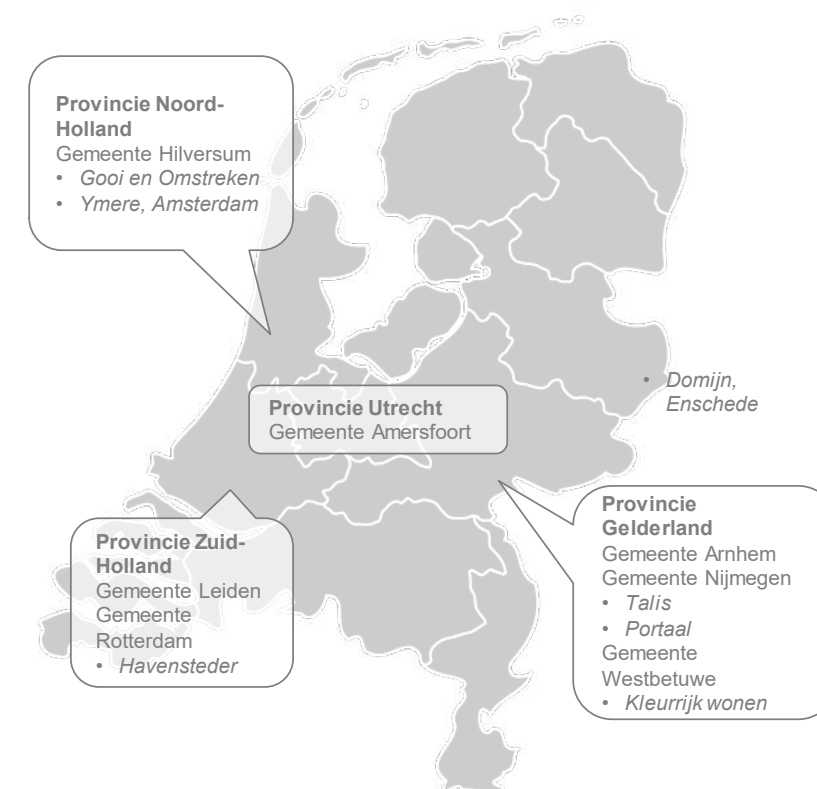 Provincie Noord-
Holland
Gemeente Hilversum
• Gooi en Omstreken
• Ymere, Amsterdam
Provincie Utrecht
Gemeente Amersfoort
• Domijn,
Enschede
Provincie Zuid-
Holland
Gemeente Leiden
Gemeente
Rotterdam
• Havensteder
Provincie
Gelderland
Gemeente Arnhem
Gemeente Nijmegen
• Talis
• Portaal
Gemeente
Westbetuwe
• Kleurrijk wonen